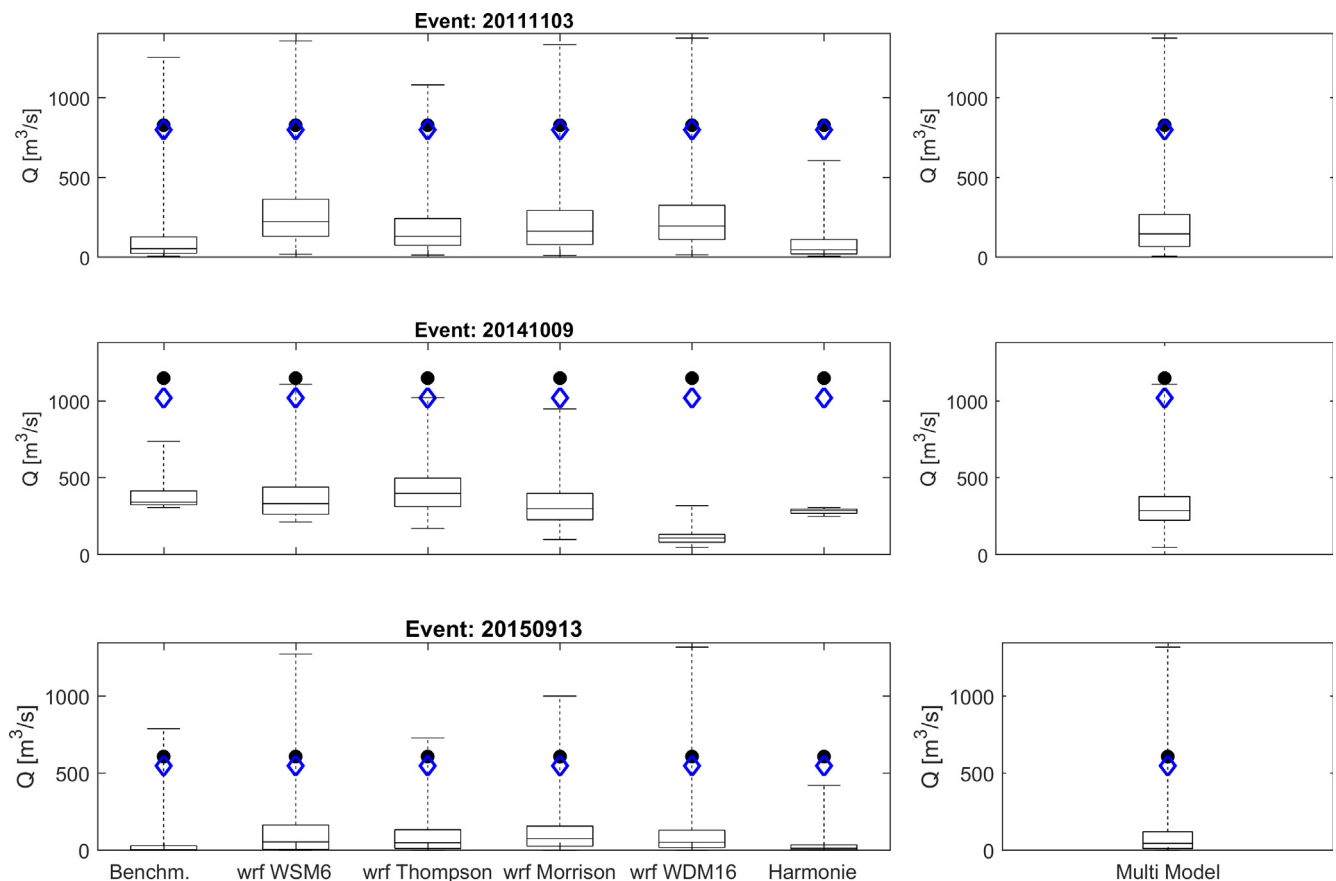 Event: 20111103
Q [m³/s]
1000
500
0
Q [m³/s]
1000
500
0
Event: 20141009
Q [m³/s]
1000
500
0
Q [m³/s]
1000
500
0
Event: 20150913
Q [m³/s]
1000
500
0
Benchm. wrf WSM6 wrf Thompson wrf Morrison wrf WDM16 Harmonie
Q [m³/s]
1000
500
0
Multi Model